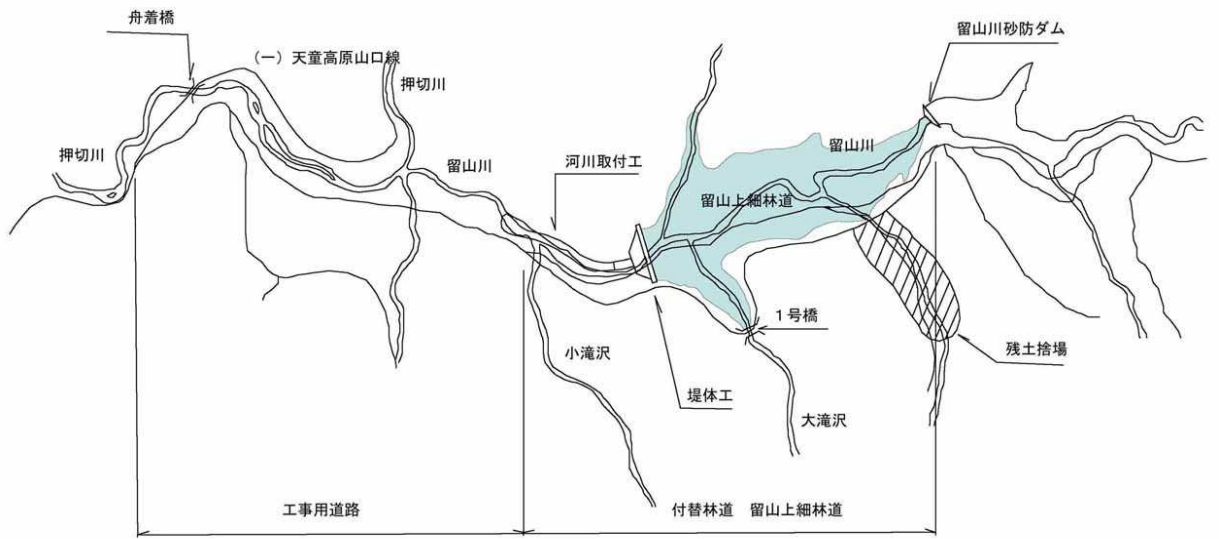 舟着橋
留山川砂防ダム
(一)天童高原山口線
押切川
押切川
留山川
河川取付工
留山川
留山上細林道
1号橋
小滝沢
残土捨場
堤体工
大滝沢
工事用道路
付替林道 留山上細林道